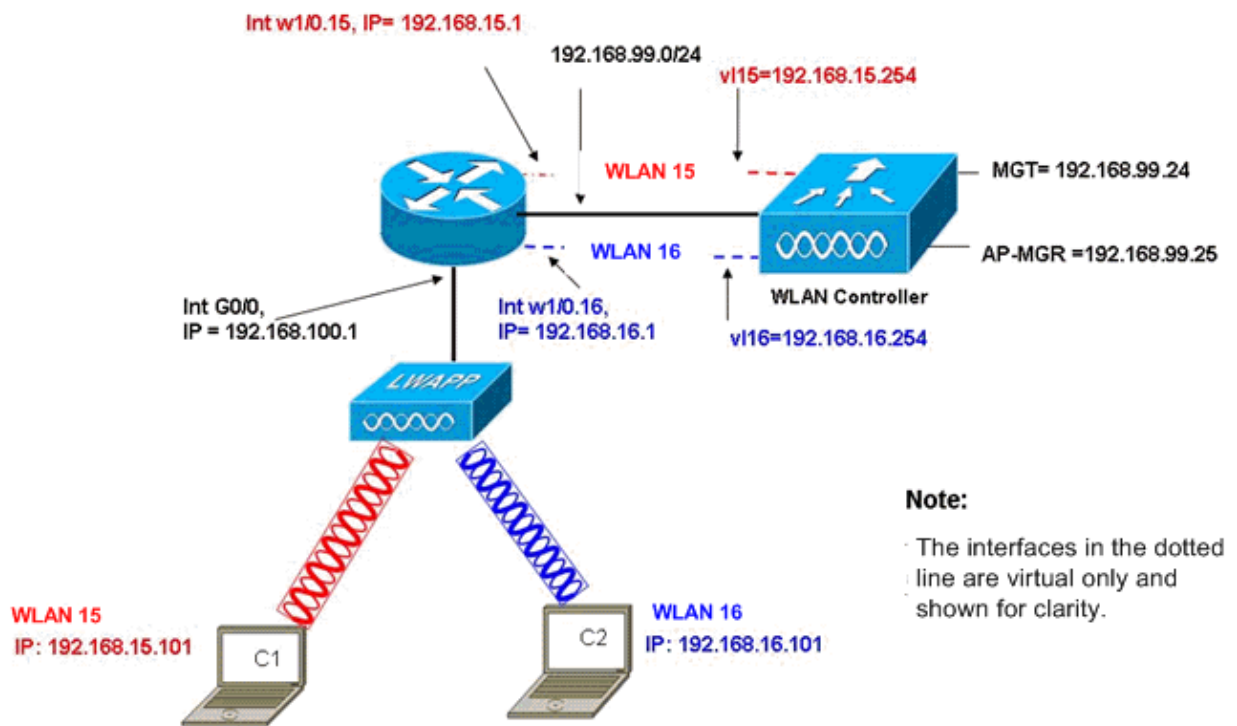 Int w1/0.15, IP= 192.168.15.1
192.168.99.0/24
vl15=192.168.15.254
WLAN 15
MGT= 192.168.99.24
WLAN 16
AP-MGR =192.168.99.25
WLAN Controller
Int G0/0,
IP = 192.168.100.1
Int w1/0.16,
IP= 192.168.16.1
vl16=192.168.16.254
LWAPP
Note:
The interfaces in the dotted
line are virtual only and
shown for clarity.
WLAN 15
IP: 192.168.15.101
C1
C2
WLAN 16
IP: 192.168.16.101